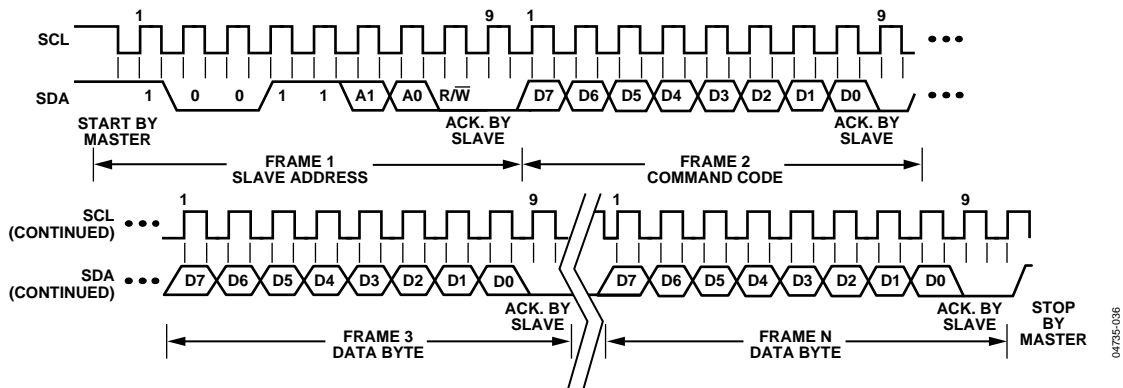 1 9 1 9
SCL
SDA 1 0 0 1 1 A1 A0 R/W̅ D7 D6 D5 D4 D3 D2 D1 D0
START BY MASTER
ACK. BY SLAVE
ACK. BY SLAVE
FRAME 1
SLAVE ADDRESS
FRAME 2
COMMAND CODE
1 9 1 9
SCL
(CONTINUED)
SDA
(CONTINUED)
D7 D6 D5 D4 D3 D2 D1 D0 D7 D6 D5 D4 D3 D2 D1 D0
ACK. BY
SLAVE
ACK. BY
SLAVE
STOP
BY
MASTER
FRAME 3
DATA BYTE
FRAME N
DATA BYTE
04735-036